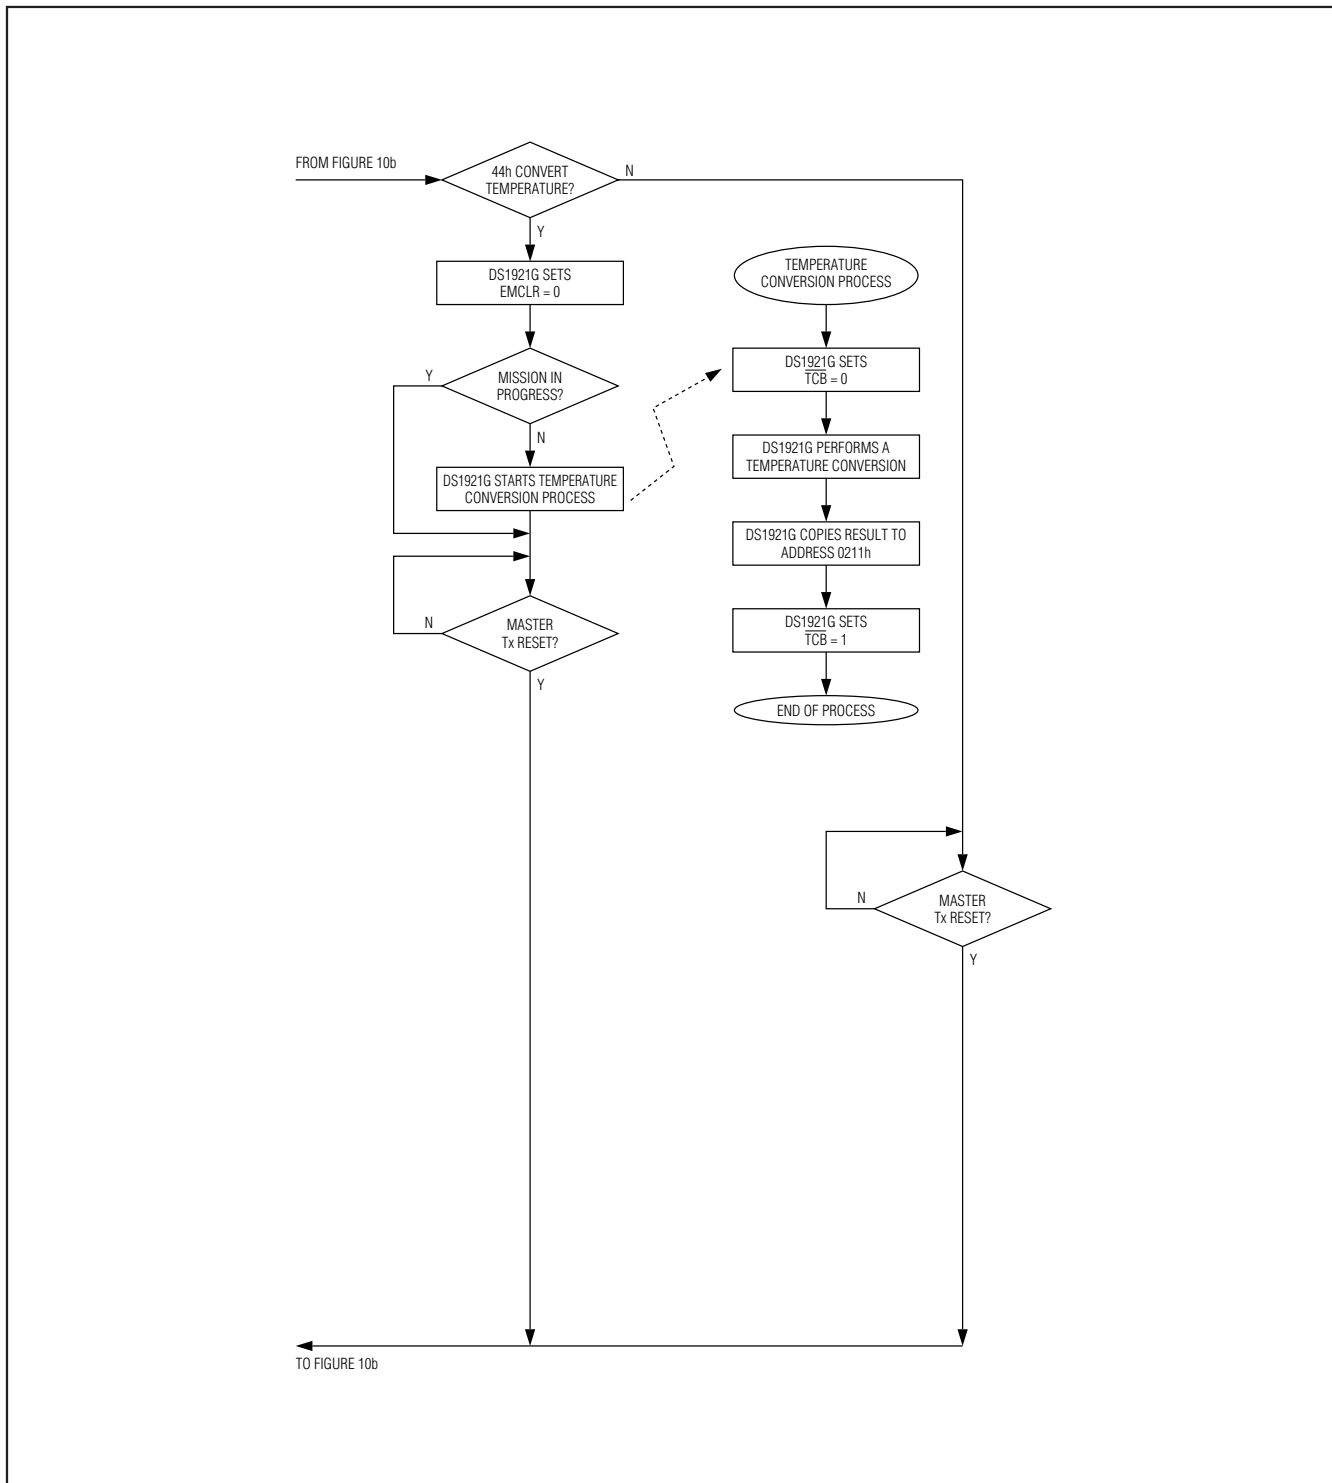 FROM FIGURE 10b
44h CONVERT
TEMPERATURE?
N
Y
DS1921G SETS
EMCLR = 0
MISSION IN
PROGRESS?
Y
N
DS1921G STARTS TEMPERATURE
CONVERSION PROCESS
MASTER
Tx RESET?
N
Y
TEMPERATURE
CONVERSION PROCESS
DS1921G SETS
T̅C̅B̅ = 0
DS1921G PERFORMS A
TEMPERATURE CONVERSION
DS1921G COPIES RESULT TO
ADDRESS 0211h
DS1921G SETS
T̅C̅B̅ = 1
END OF PROCESS
MASTER
Tx RESET?
N
Y
TO FIGURE 10b